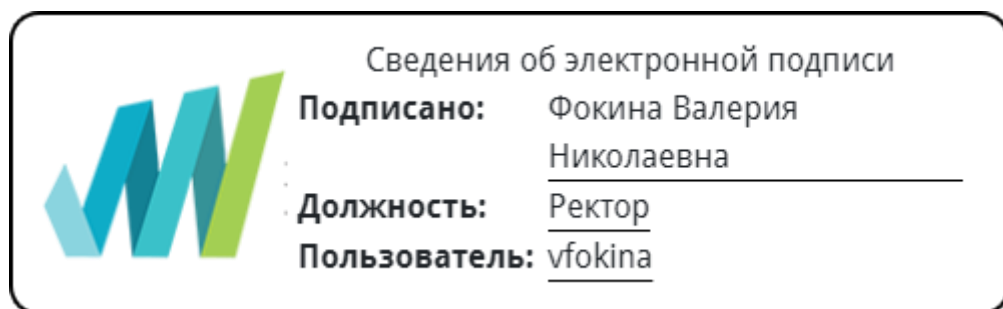 Сведения об электронной подписи
Подписано: Фокина Валерия
Николаевна
Должность: Ректор
Пользователь: vfokina